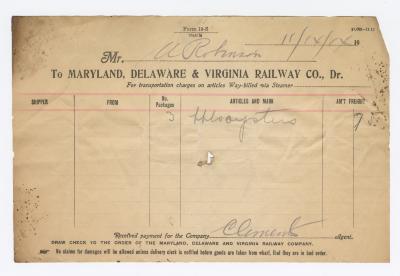 Form 18-S
11/14/14 19
Mr. A Robinson
TO MARYLAND, DELAWARE & VIRGINIA RAILWAY CO., Dr.
For transportation charges on articles Way-billed via Steamer
SHIPPER FROM No. Packages ARTICLES AND MARK AM'T FREIGHT
3 bbls oysters
Received payment for the Company Clements Agent.
DRAW CHECK TO THE ORDER OF THE MARYLAND, DELAWARE AND VIRGINIA RAILWAY COMPANY.
No claims for damages will be allowed unless delivery clerk is notified before goods are taken from wharf, that they are in bad order.